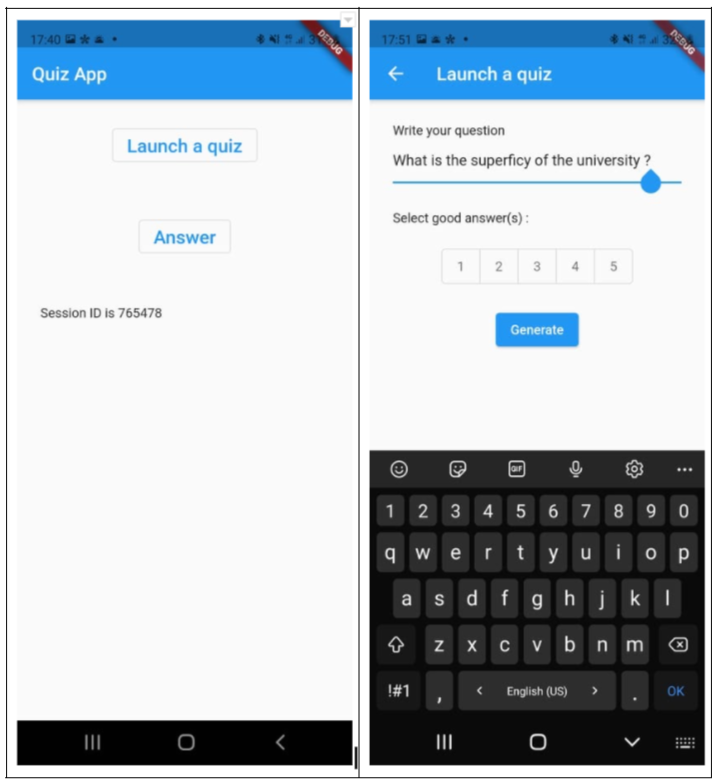 17:40
DEBUG
Quiz App
Launch a quiz
Answer
Session ID is 765478
17:51
DEBUG
Launch a quiz
Write your question
What is the superficy of the university ?
Select good answer(s) :
1 2 3 4 5
Generate
GIF
1 2 3 4 5 6 7 8 9 0
q w e r t y u i o p
a s d f g h j k l
z x c v b n m
!#1 , < English (US) > . OK